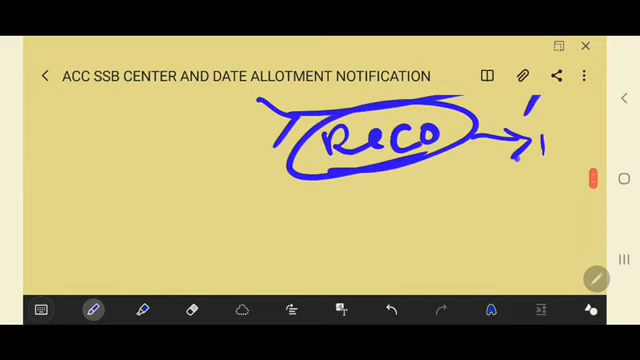 ACC SSB CENTER AND DATE ALLOTMENT NOTIFICATION
RECO